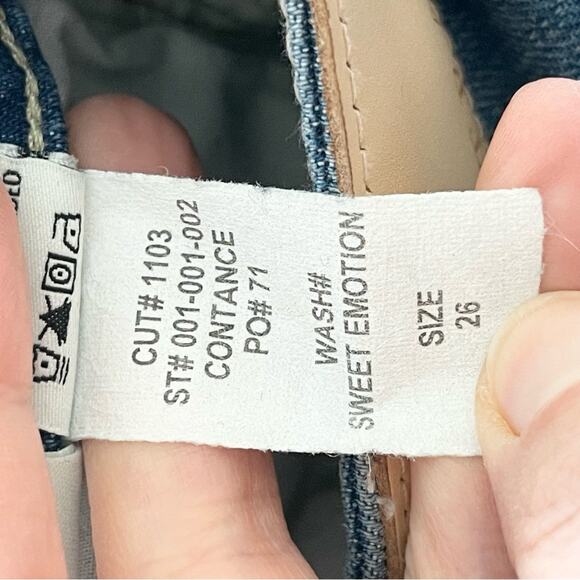 CUT# 1103
ST# 001-001-002
CONTANCE
PO# 71
WASH#
SWEET EMOTION
SIZE
26